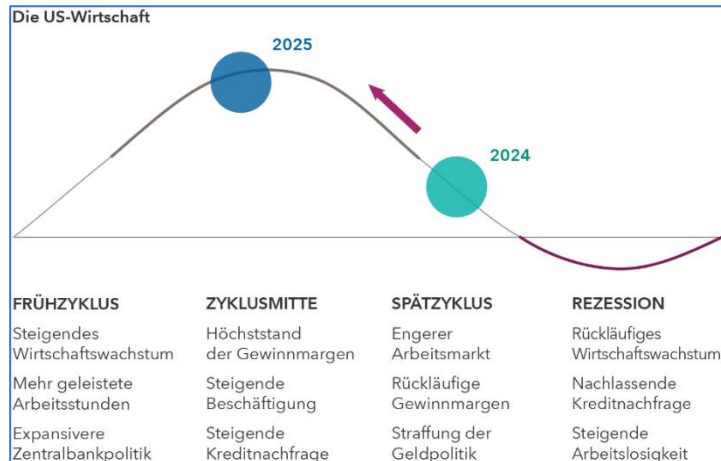 Die US-Wirtschaft
2025
2024
FRÜHZYKLUS
Steigendes
Wirtschaftswachstum
Mehr geleistete
Arbeitsstunden
Expansivere
Zentralbankpolitik
ZYKLUSMITTE
Höchststand
der Gewinnmargen
Steigende
Beschäftigung
Steigende
Kreditnachfrage
SPÄTZYKLUS
Engerer
Arbeitsmarkt
Rückläufige
Gewinnmargen
Straffung der
Geldpolitik
REZESSION
Rückläufiges
Wirtschaftswachstum
Nachlassende
Kreditnachfrage
Steigende
Arbeitslosigkeit